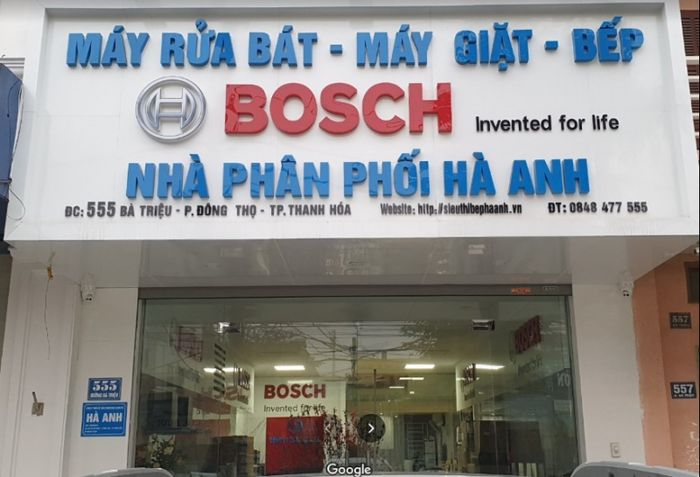 MÁY RỬA BÁT - MÁY GIẶT - BẾP
BOSCH Invented for life
NHÀ PHÂN PHỐI HÀ ANH
ĐC: 555 BÀ TRIỆU - P. ĐÔNG THỌ - TP. THANH HÓA Website: http://sieuthibephaanh.vn ĐT: 0848 477 555
BOSCH
Invented for life
555
HÀ ANH
557
557
Google